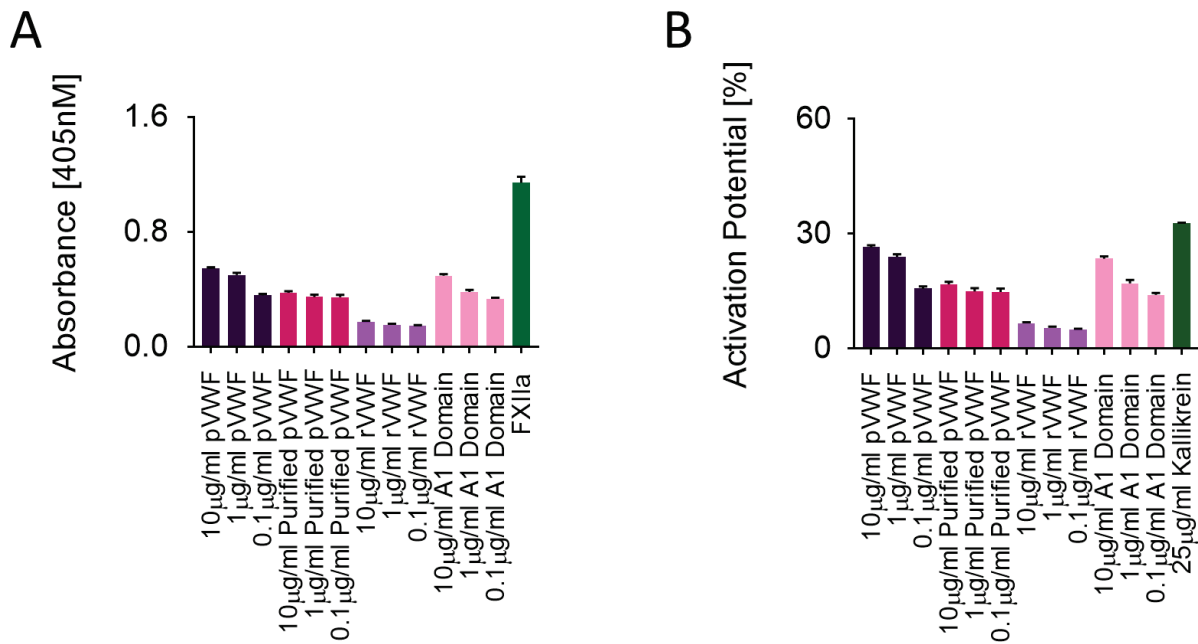 A
Absorbance [405nM]
1.6
0.8
0.0
10µg/ml pVWF
1µg/ml pVWF
0.1µg/ml pVWF
10µg/ml Purified pVWF
1µg/ml Purified pVWF
0.1µg/ml Purified pVWF
10µg/ml rVWF
1µg/ml rVWF
0.1µg/ml rVWF
10µg/ml A1 Domain
1µg/ml A1 Domain
0.1µg/ml A1 Domain
FXIIa
B
Activation Potential [%]
60
30
0
10µg/ml pVWF
1µg/ml pVWF
0.1µg/ml pVWF
10µg/ml Purified pVWF
1µg/ml Purified pVWF
0.1µg/ml Purified pVWF
10µg/ml rVWF
1µg/ml rVWF
0.1µg/ml rVWF
10µg/ml A1 Domain
1µg/ml A1 Domain
0.1µg/ml A1 Domain
25µg/ml Kallikrein